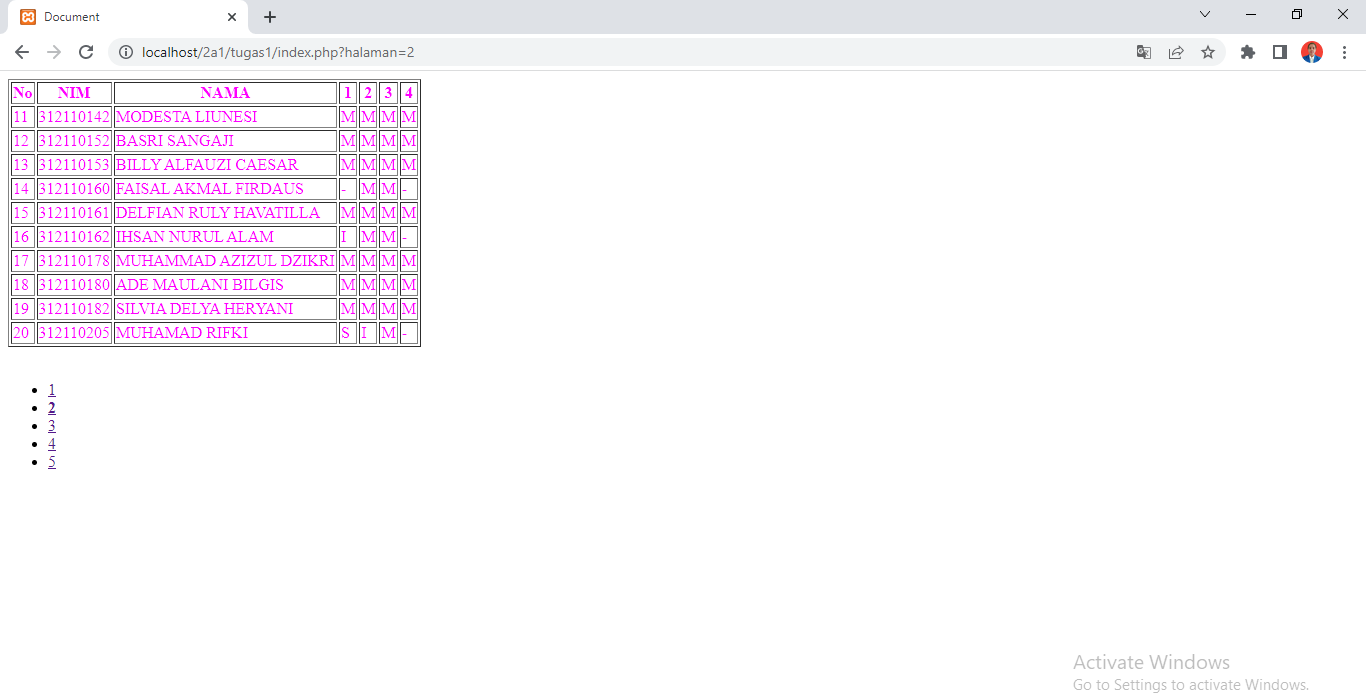 Document
localhost/2a1/tugas1/index.php?halaman=2
No NIM NAMA 1 2 3 4
11 312110142 MODESTA LIUNESI M M M M
12 312110152 BASRI SANGAJI M M M M
13 312110153 BILLY ALFAUZI CAESAR M M M M
14 312110160 FAISAL AKMAL FIRDAUS - M M -
15 312110161 DELFIAN RULY HAVATILLA M M M M
16 312110162 IHSAN NURUL ALAM I M M -
17 312110178 MUHAMMAD AZIZUL DZIKRI M M M M
18 312110180 ADE MAULANI BILGIS M M M M
19 312110182 SILVIA DELYA HERYANI M M M M
20 312110205 MUHAMAD RIFKI S I M -
• 1
• 2
• 3
• 4
• 5
Activate Windows
Go to Settings to activate Windows.